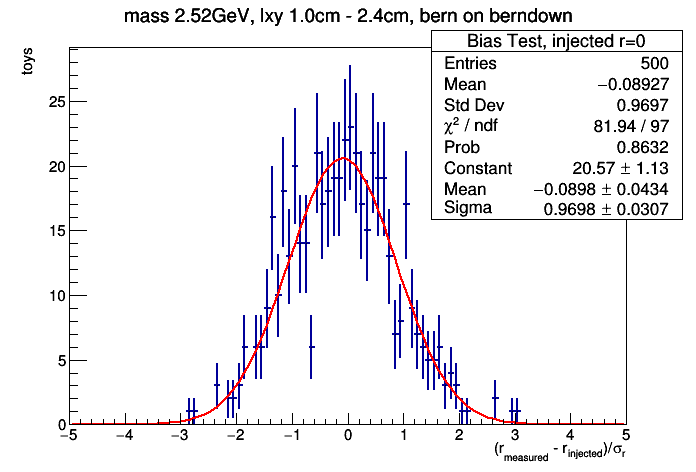 mass 2.52GeV, lxy 1.0cm - 2.4cm, bern on berndown
Bias Test, injected r=0
Entries 500
Mean −0.08927
Std Dev 0.9697
χ² / ndf 81.94 / 97
Prob 0.8632
Constant 20.57 ± 1.13
Mean −0.0898 ± 0.0434
Sigma 0.9698 ± 0.0307
toys
25
20
15
10
5
0
−5 −4 −3 −2 −1 0 1 2 3 4 5
(r_measured - r_injected)/σ_r